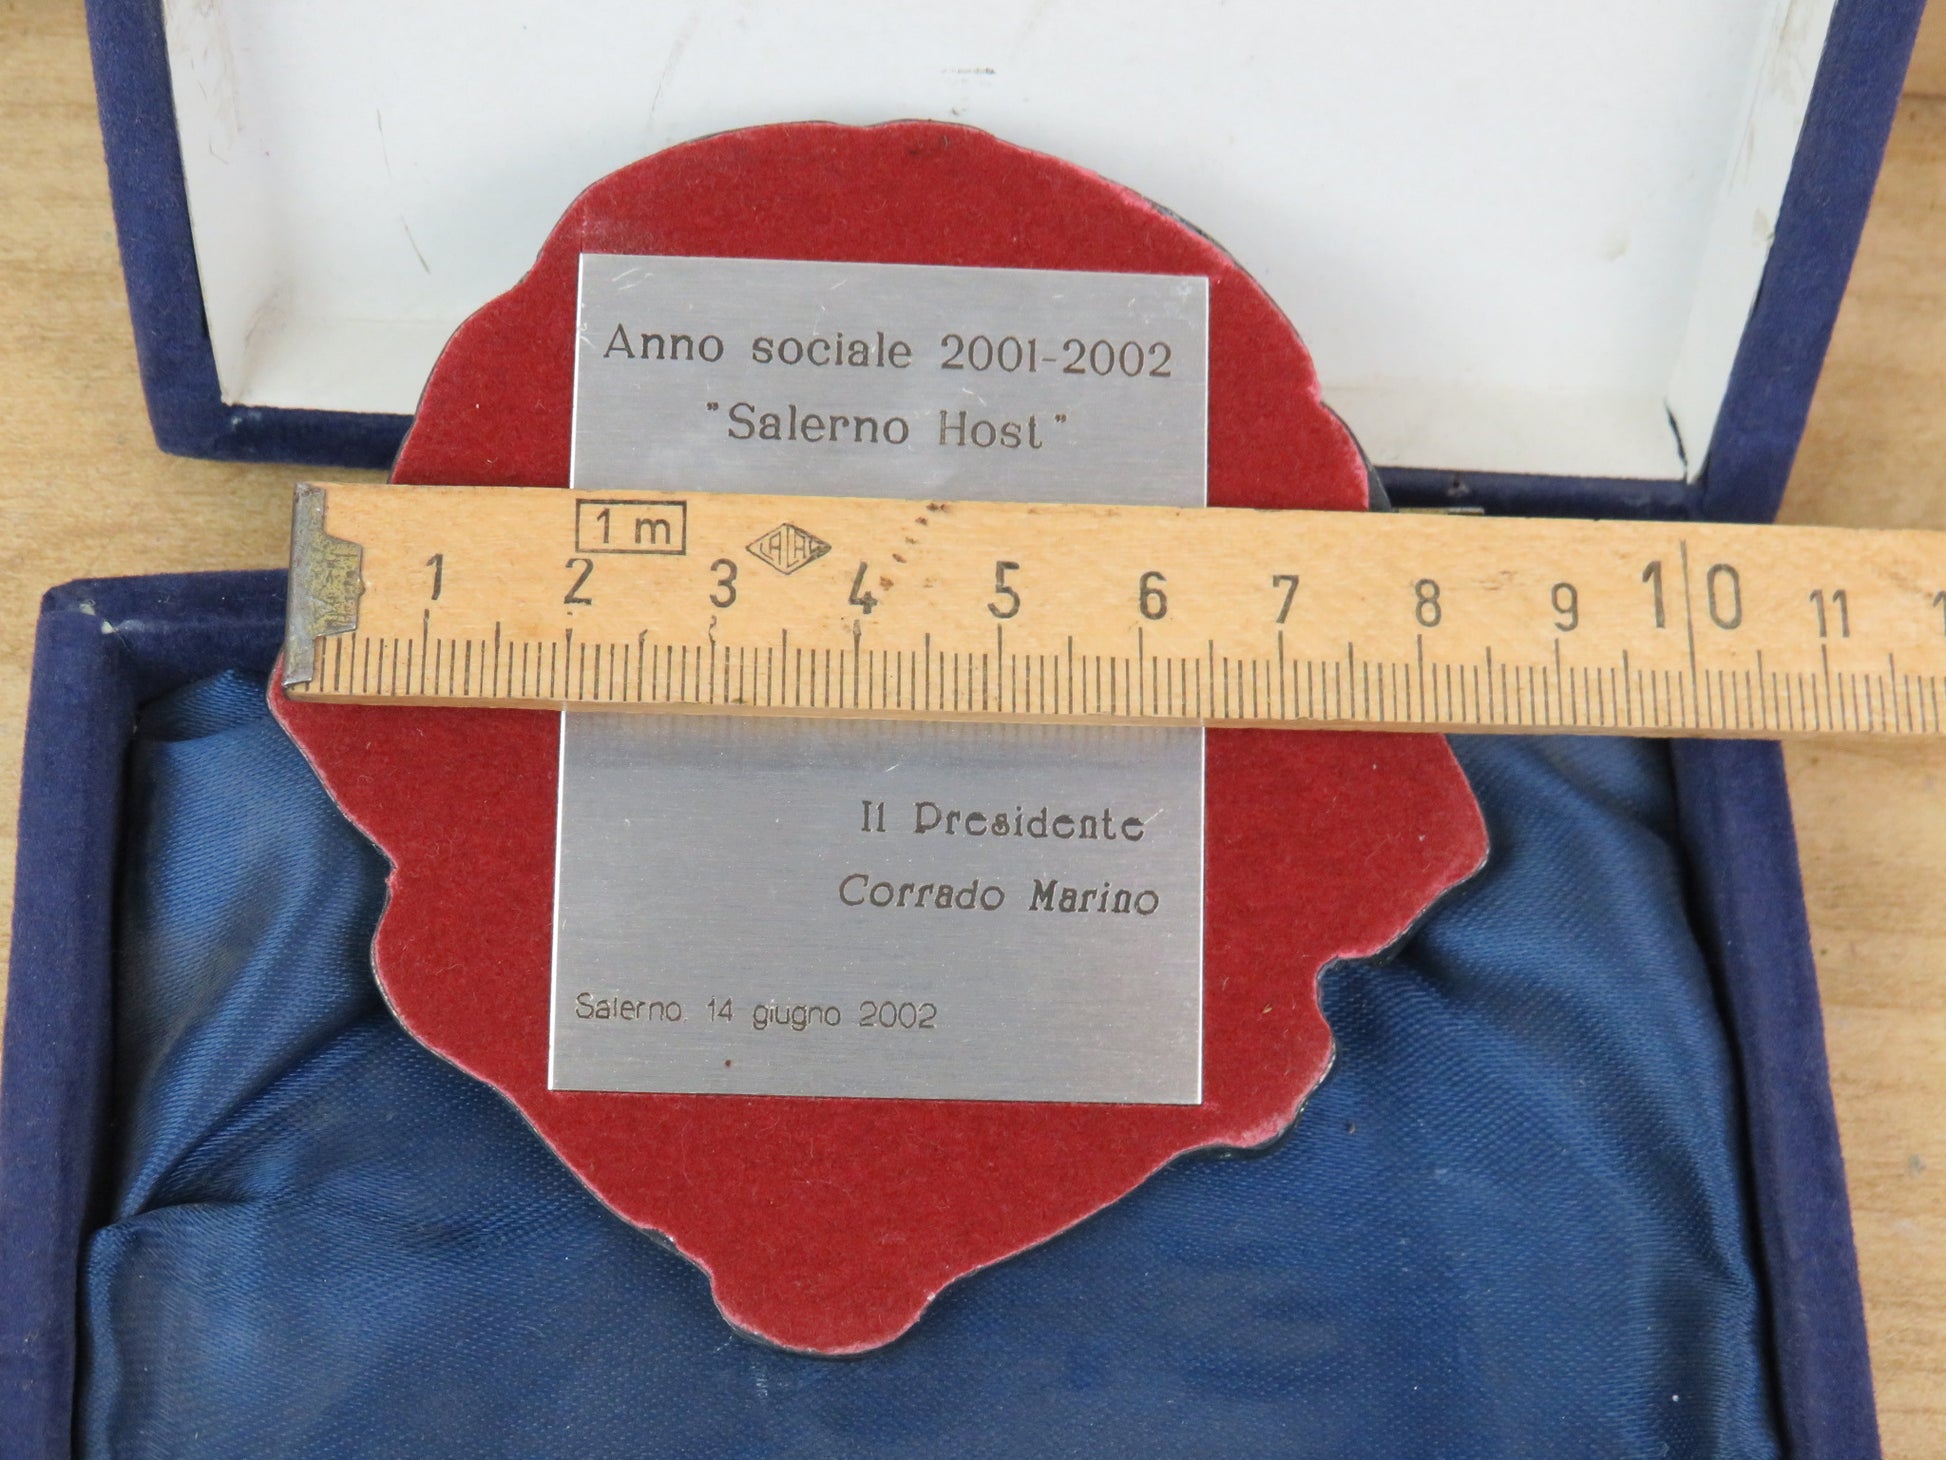 Anno sociale 2001-2002
"Salerno Host"
1 m
1 2 3 4 5 6 7 8 9 10 11
Il Presidente
Corrado Marino
Salerno 14 giugno 2002